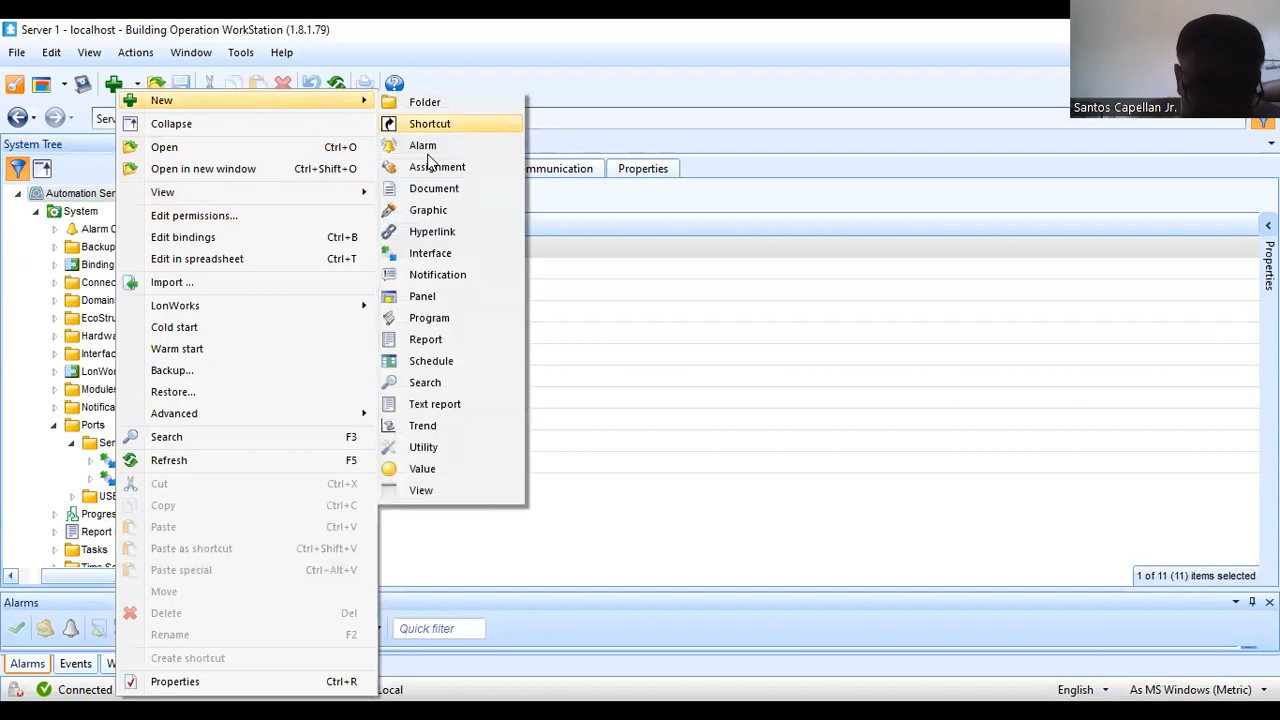 Server 1 - localhost - Building Operation WorkStation (1.8.1.79)
File Edit View Actions Window Tools Help
Santos Capellan Jr.
System Tree
Automation Ser
System
Alarm C
Backup
Binding
Connec
Domain
EcoStru
Hardwa
Interfac
LonWo
Modules
Notifica
Ports
Ser
USE
Progres
Report
Tasks
New
Collapse
Open Ctrl+O
Open in new window Ctrl+Shift+O
View
Edit permissions...
Edit bindings Ctrl+B
Edit in spreadsheet Ctrl+T
Import ...
LonWorks
Cold start
Warm start
Backup...
Restore...
Advanced
Search F3
Refresh F5
Cut Ctrl+X
Copy Ctrl+C
Paste Ctrl+V
Paste as shortcut Ctrl+Shift+V
Paste special Ctrl+Alt+V
Move
Delete Del
Rename F2
Create shortcut
Properties Ctrl+R
Folder
Shortcut
Alarm
Assignment
Document
Graphic
Hyperlink
Interface
Notification
Panel
Program
Report
Schedule
Search
Text report
Trend
Utility
Value
View
mmunication Properties
Properties
1 of 11 (11) items selected
Alarms
Quick filter
Alarms Events W
Connected Local English As MS Windows (Metric)